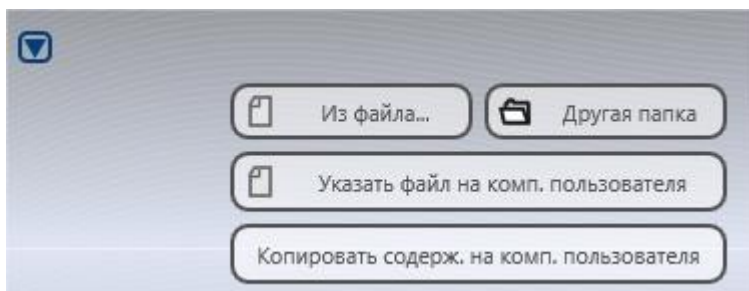 Из файла... Другая папка
Указать файл на комп. пользователя
Копировать содерж. на комп. пользователя